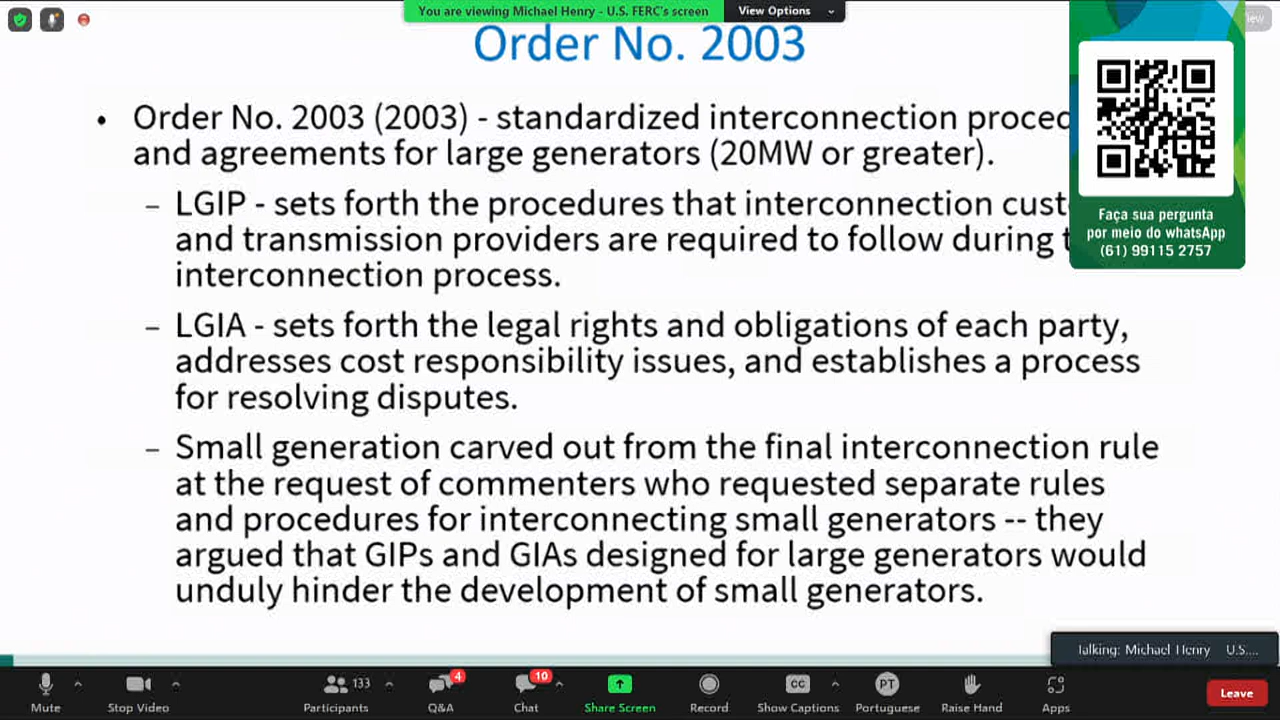 You are viewing Michael Henry - U.S. FERC's screen
View Options
Order No. 2003
• Order No. 2003 (2003) - standardized interconnection proced
and agreements for large generators (20MW or greater).
– LGIP - sets forth the procedures that interconnection cust
and transmission providers are required to follow during t
interconnection process.
– LGIA - sets forth the legal rights and obligations of each party,
addresses cost responsibility issues, and establishes a process
for resolving disputes.
– Small generation carved out from the final interconnection rule
at the request of commenters who requested separate rules
and procedures for interconnecting small generators -- they
argued that GIPs and GIAs designed for large generators would
unduly hinder the development of small generators.
Faça sua pergunta
por meio do whatsApp
(61) 99115 2757
Talking: Michael Henry U.S....
133
4
10
CC
PT
Mute
Stop Video
Participants
Q&A
Chat
Share Screen
Record
Show Captions
Portuguese
Raise Hand
Apps
Leave